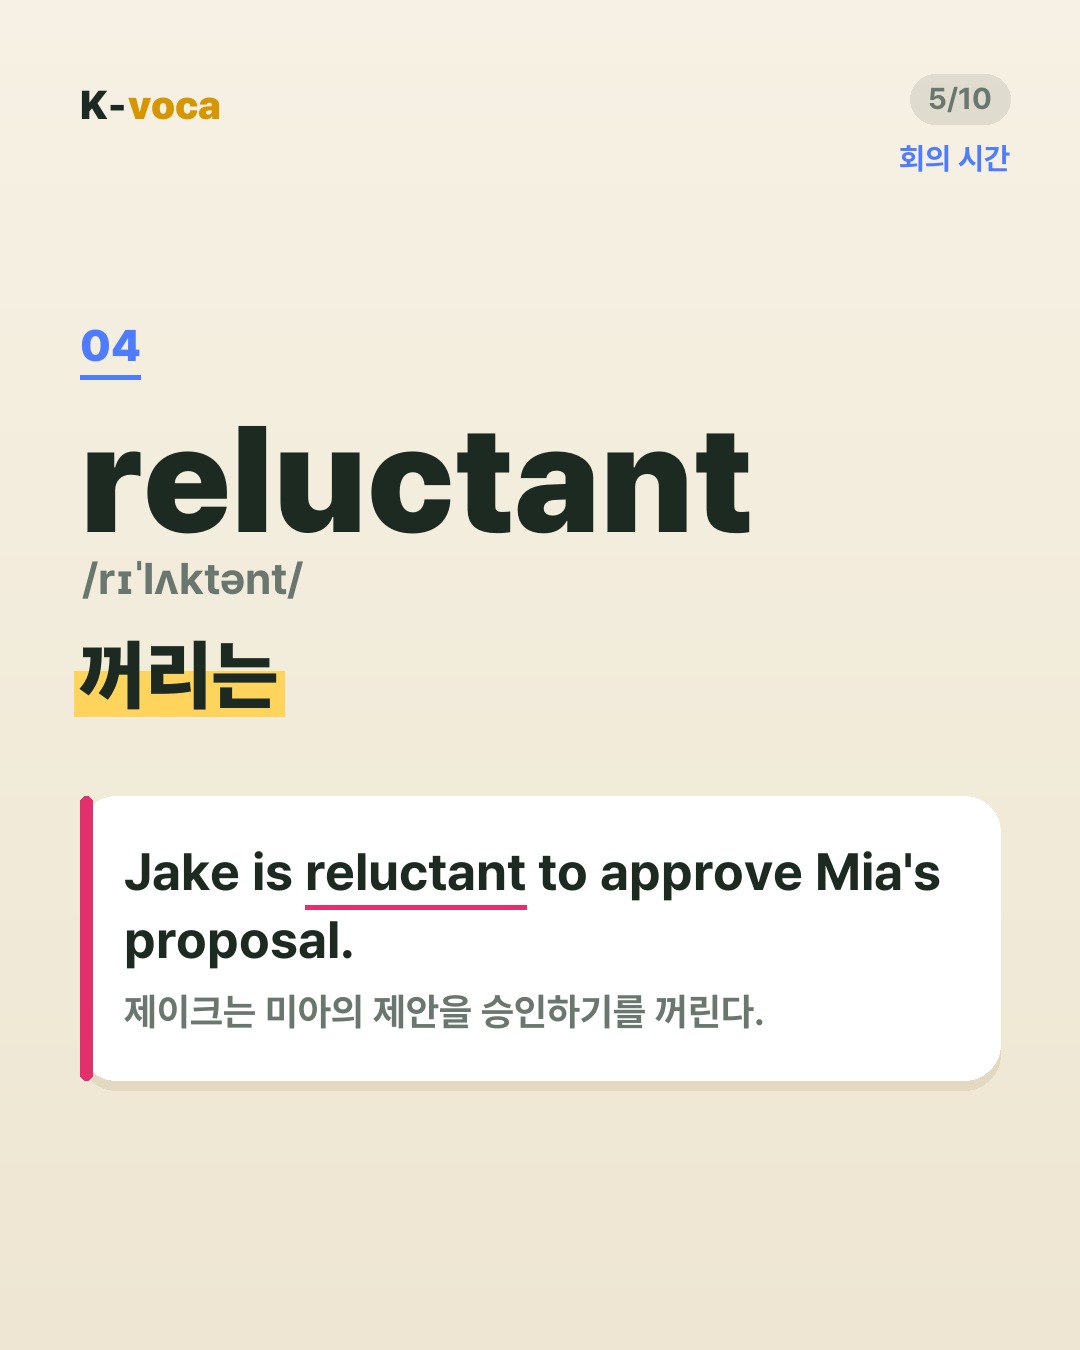 K-voca
5/10
회의 시간
04
reluctant
/rɪˈlʌktənt/
꺼리는
Jake is reluctant to approve Mia's
proposal.
제이크는 미아의 제안을 승인하기를 꺼린다.